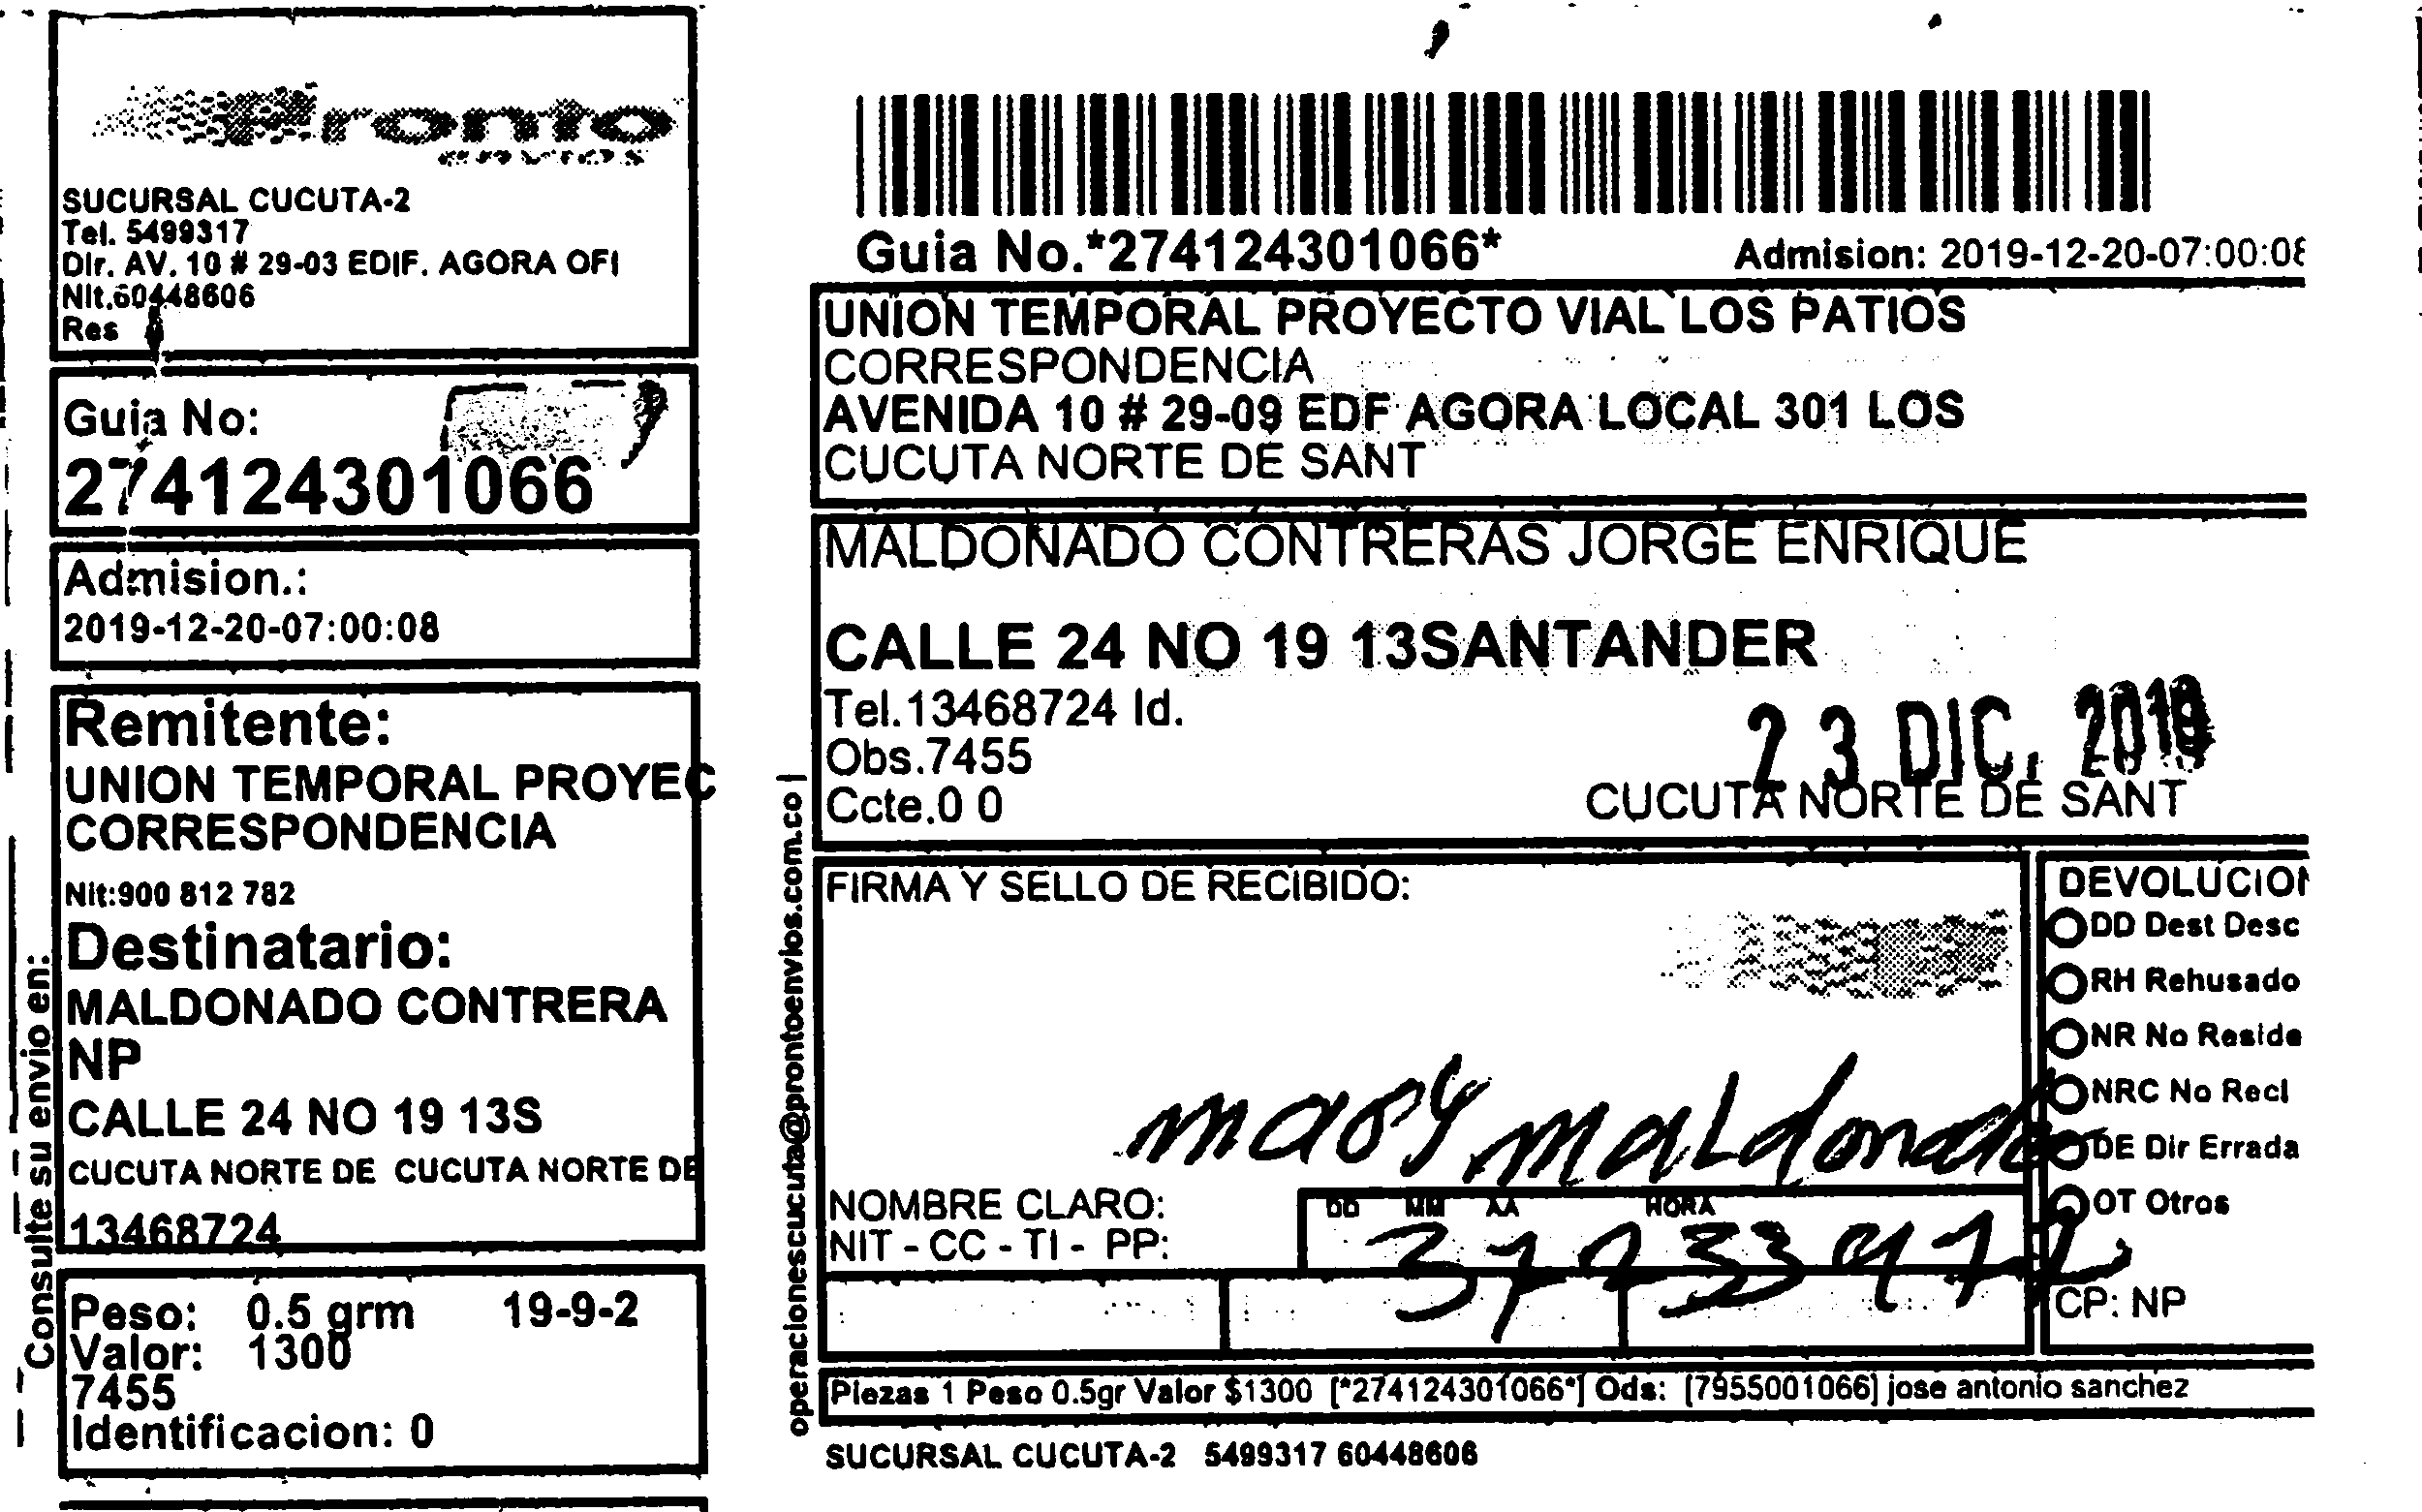 Pronto
envios
SUCURSAL CUCUTA-2
Tel. 5499317
Dir. AV. 10 # 29-03 EDIF. AGORA OFI
Nit.60448606
Res
Guia No:
274124301066
Admision.:
2019-12-20-07:00:08
Remitente:
UNION TEMPORAL PROYEC
CORRESPONDENCIA
Nit:900 812 782
Destinatario:
MALDONADO CONTRERA
NP
CALLE 24 NO 19 13S
CUCUTA NORTE DE CUCUTA NORTE DE
13468724
Peso: 0.5 grm 19-9-2
Valor: 1300
7455
Identificacion: 0
Consulte su envio en:
operacionescucuta@prontoenvios.com.co |
Guia No.*274124301066*
Admision: 2019-12-20-07:00:08
UNION TEMPORAL PROYECTO VIAL LOS PATIOS
CORRESPONDENCIA
AVENIDA 10 # 29-09 EDF AGORA LOCAL 301 LOS
CUCUTA NORTE DE SANT
MALDONADO CONTRERAS JORGE ENRIQUE
CALLE 24 NO 19 13SANTANDER
Tel.13468724 Id.
Obs.7455
Ccte.0 0
23 DIC. 2019
CUCUTA NORTE DE SANT
FIRMA Y SELLO DE RECIBIDO:
mary maldonado
NOMBRE CLARO:
NIT - CC - TI - PP:
DD MM AA HORA
DEVOLUCION
DD Dest Desc
RH Rehusado
NR No Reside
NRC No Recl
DE Dir Errada
OT Otros
CP: NP
Piezas 1 Peso 0.5gr Valor $1300 [*274124301066*] Ods: [7955001066] jose antonio sanchez
SUCURSAL CUCUTA-2 5499317 60448606